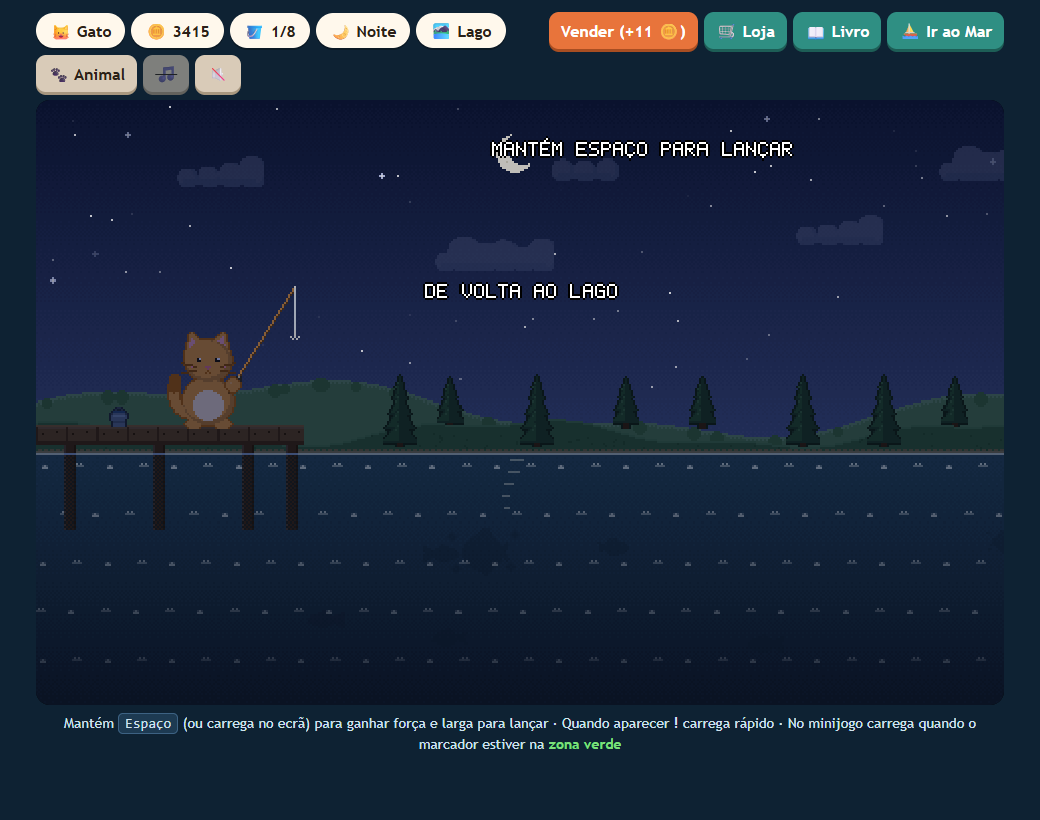 Gato 3415 1/8 Noite Lago Vender (+11 ) Loja Livro Ir ao Mar
Animal
MANTÉM ESPAÇO PARA LANÇAR
DE VOLTA AO LAGO
Mantém Espaço (ou carrega no ecrã) para ganhar força e larga para lançar · Quando aparecer ! carrega rápido · No minijogo carrega quando o
marcador estiver na zona verde